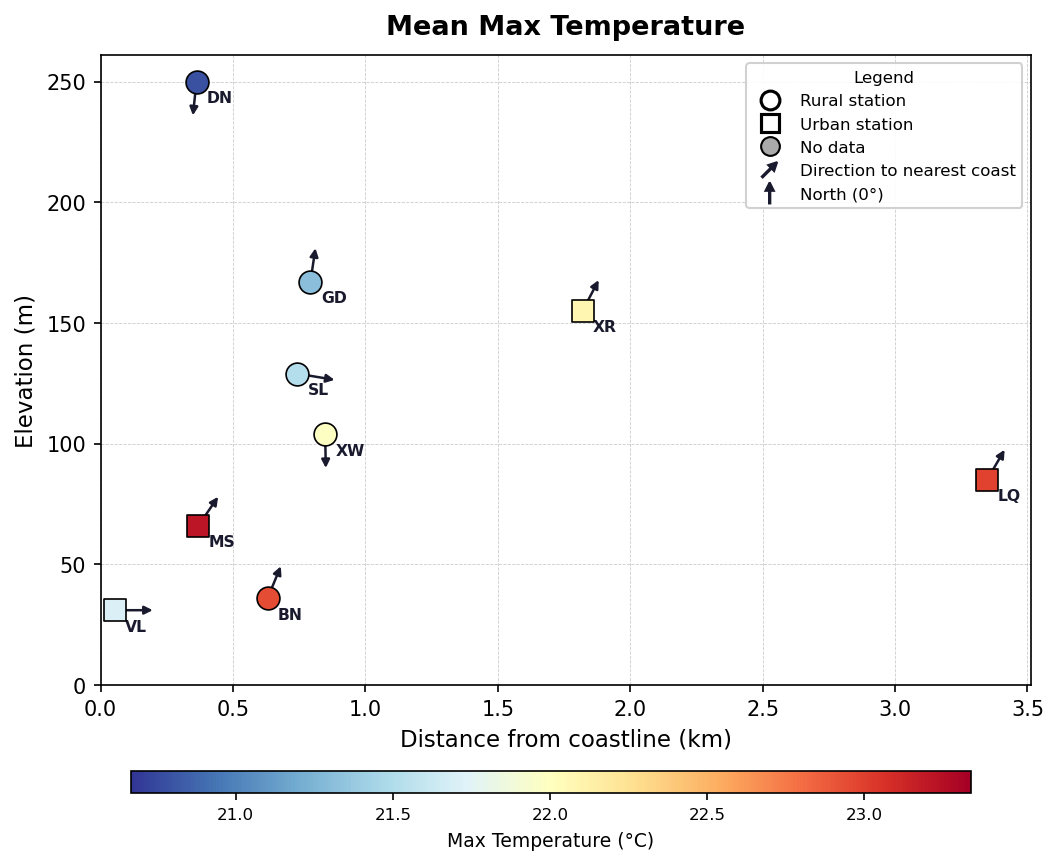 Mean Max Temperature
Legend
Rural station
Urban station
No data
Direction to nearest coast
North (0°)
Elevation (m)
250
200
150
100
50
0
DN
GD
XR
SL
XW
LQ
MS
BN
VL
0.0 0.5 1.0 1.5 2.0 2.5 3.0 3.5
Distance from coastline (km)
21.0 21.5 22.0 22.5 23.0
Max Temperature (°C)